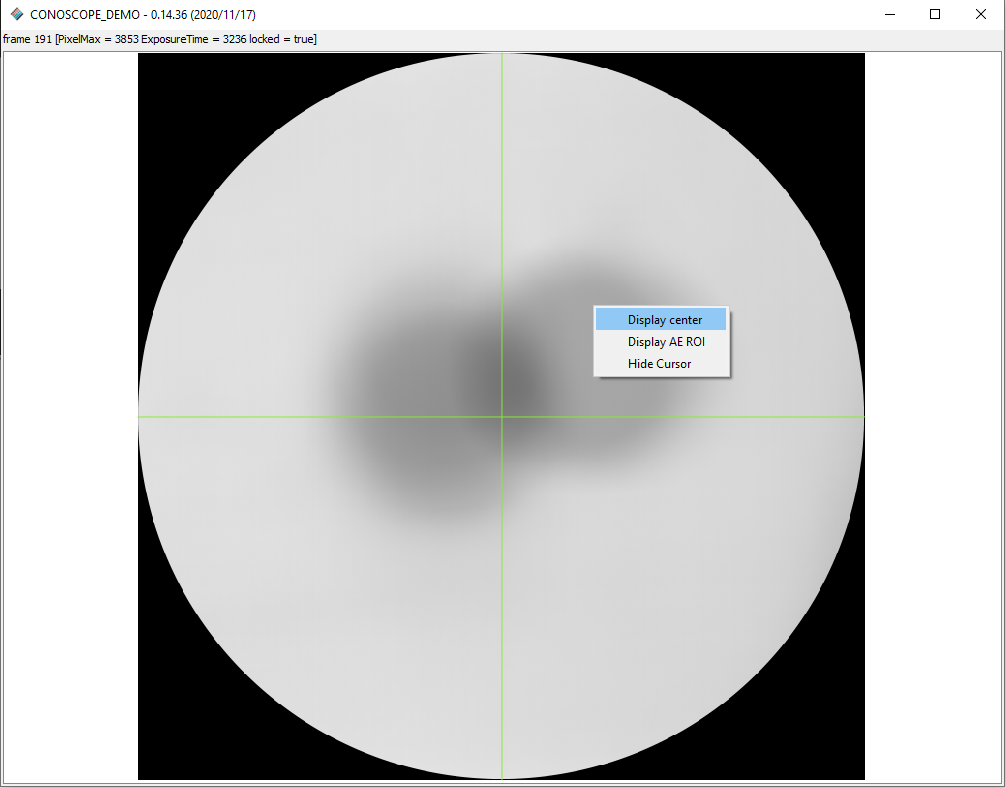 CONOSCOPE_DEMO - 0.14.36 (2020/11/17)
frame 191 [PixelMax = 3853 ExposureTime = 3236 locked = true]
Display center
Display AE ROI
Hide Cursor